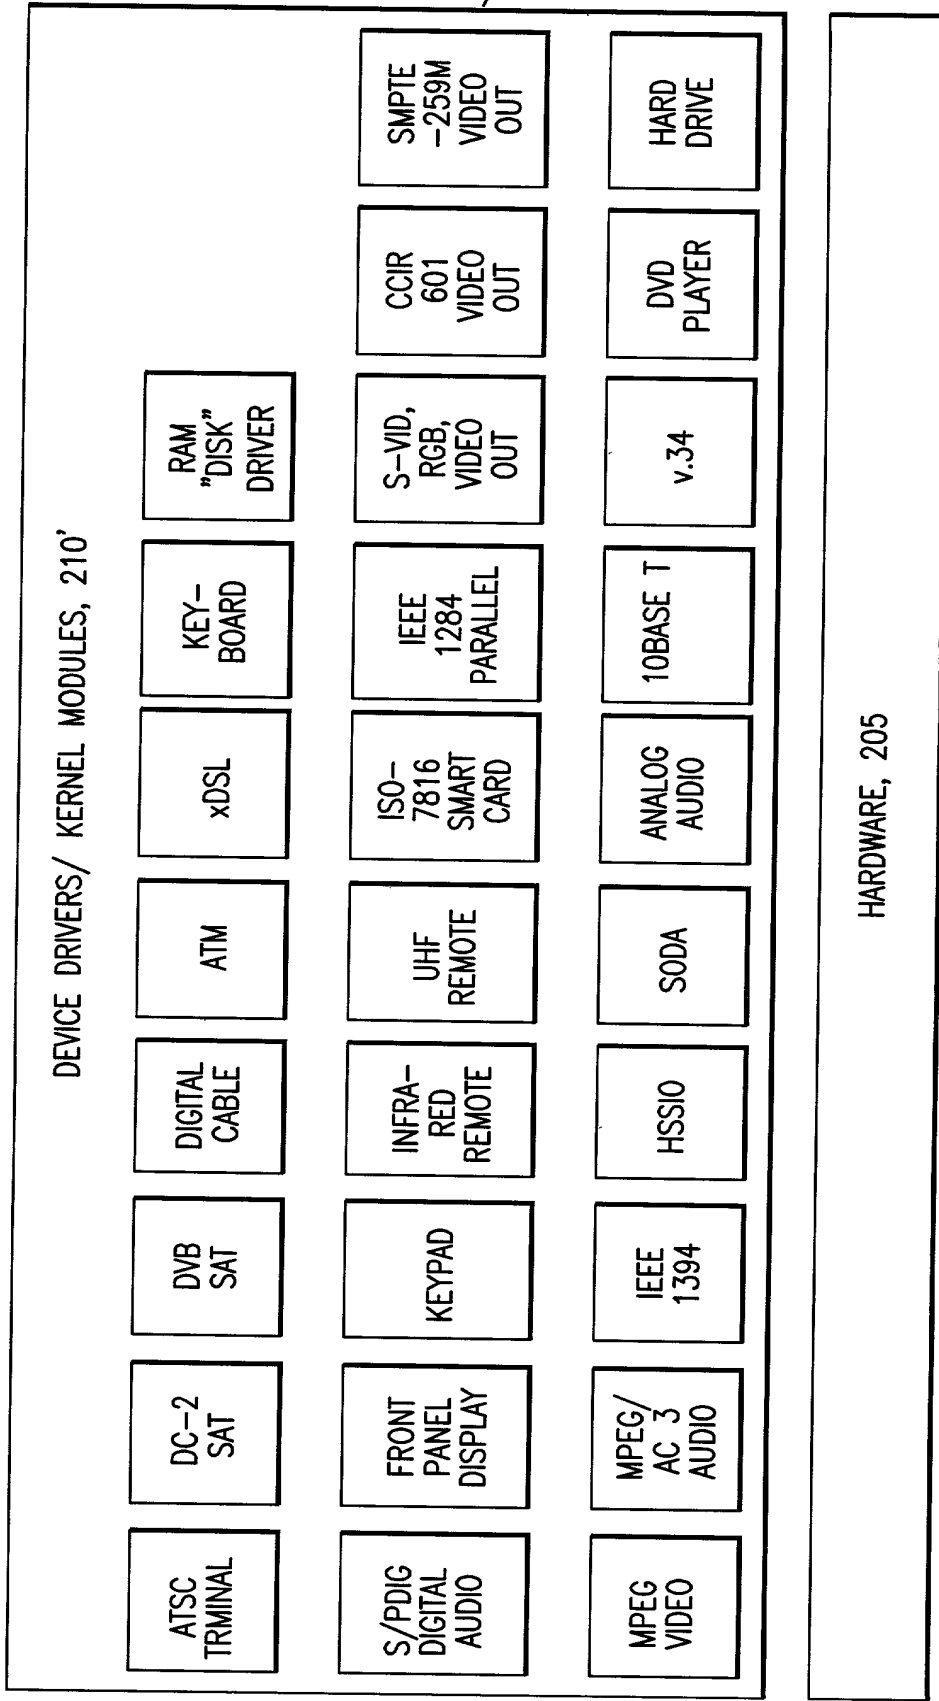 DEVICE DRIVERS/ KERNEL MODULES, 210’
ATSC
TRMINAL
DC-2
SAT
DVB
SAT
DIGITAL
CABLE
ATM
xDSL
KEY-
BOARD
RAM
”DISK”
DRIVER
S/PDIG
DIGITAL
AUDIO
FRONT
PANEL
DISPLAY
KEYPAD
INFRA-
RED
REMOTE
UHF
REMOTE
ISO-
7816
SMART
CARD
IEEE
1284
PARALLEL
S-VID,
RGB,
VIDEO
OUT
CCIR
601
VIDEO
OUT
SMPTE
-259M
VIDEO
OUT
MPEG
VIDEO
MPEG/
AC 3
AUDIO
IEEE
1394
HSSIO
SODA
ANALOG
AUDIO
10BASE T
v.34
DVD
PLAYER
HARD
DRIVE
HARDWARE, 205